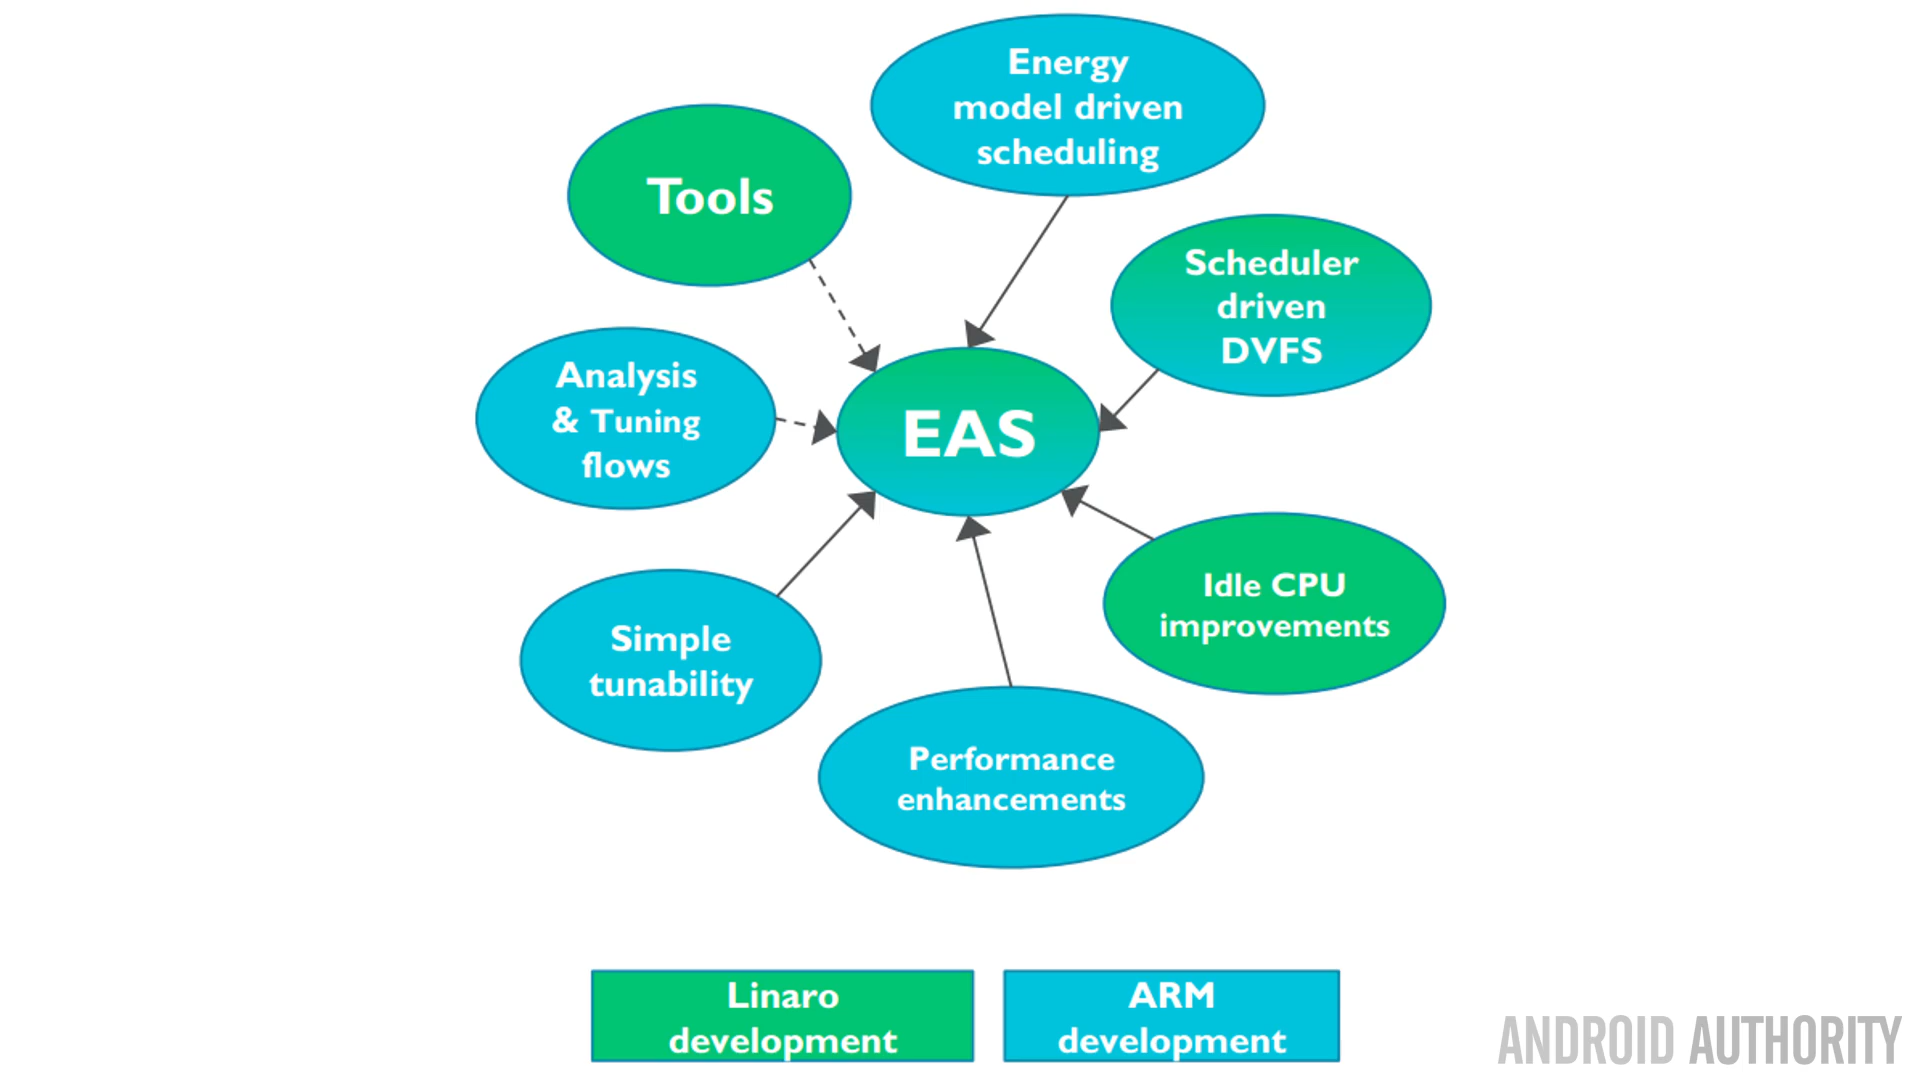 Energy
model driven
scheduling
Tools
Scheduler
driven
DVFS
Analysis
& Tuning
flows
EAS
Idle CPU
improvements
Simple
tunability
Performance
enhancements
Linaro
development
ARM
development
ANDROID AUTHORITY